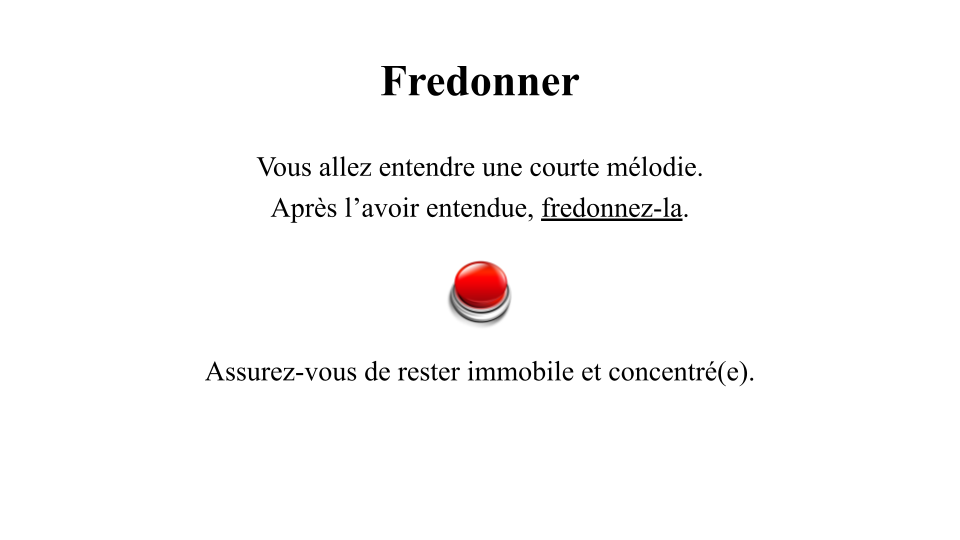 Fredonner
Vous allez entendre une courte mélodie.
Après l’avoir entendue, fredonnez-la.
Assurez-vous de rester immobile et concentré(e).